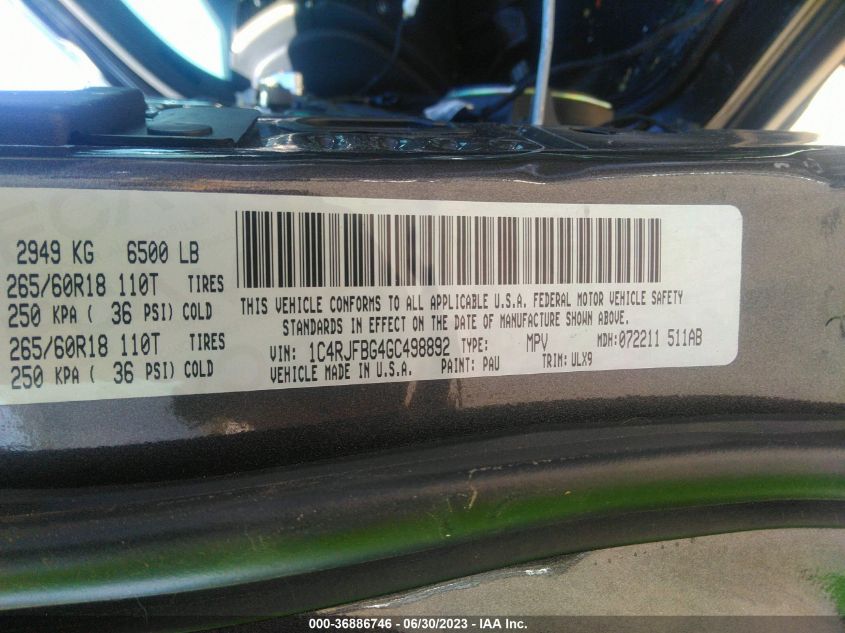 2949 KG 6500 LB
265/60R18 110T TIRES
250 KPA ( 36 PSI) COLD
265/60R18 110T TIRES
250 KPA ( 36 PSI) COLD
THIS VEHICLE CONFORMS TO ALL APPLICABLE U.S.A. FEDERAL MOTOR VEHICLE SAFETY
STANDARDS IN EFFECT ON THE DATE OF MANUFACTURE SHOWN ABOVE.
VIN: 1C4RJFBG4GC498892 TYPE: MPV MDH:072211 511AB
VEHICLE MADE IN U.S.A. PAINT: PAU TRIM:ULX9
000-36886746 - 06/30/2023 - IAA Inc.